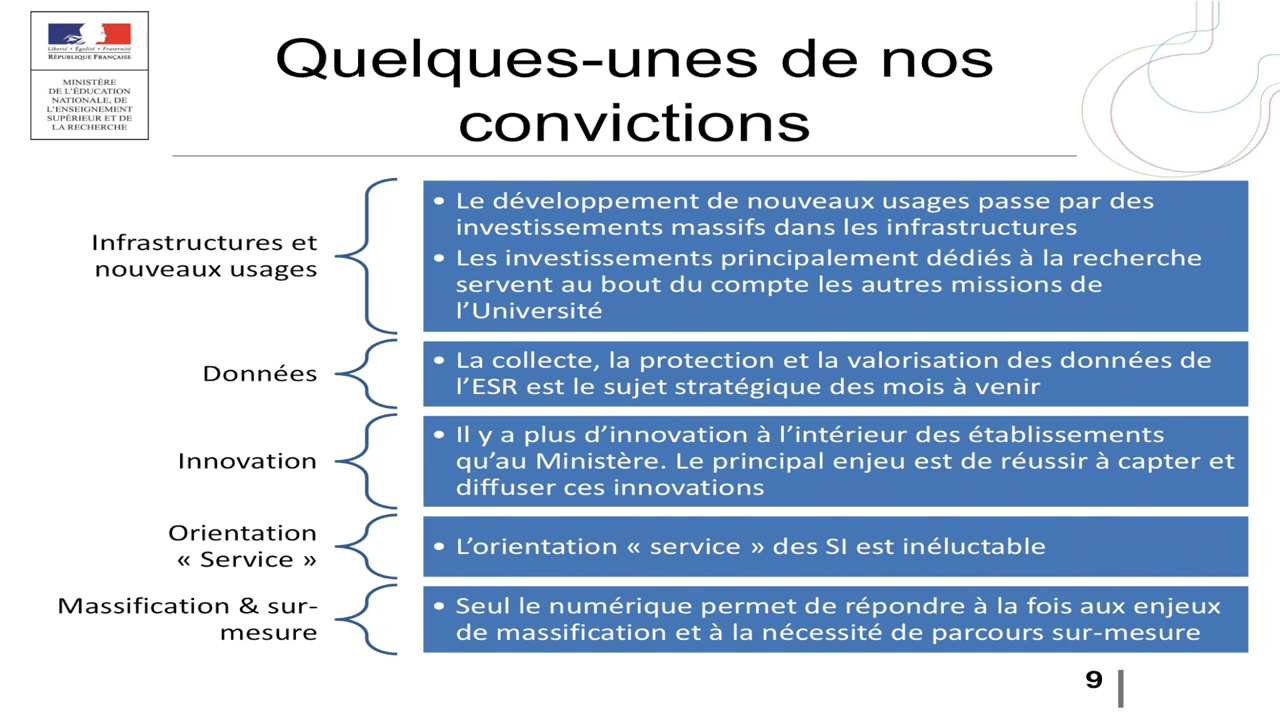 Liberté • Égalité • Fraternité
RÉPUBLIQUE FRANÇAISE
MINISTÈRE
DE L'ÉDUCATION
NATIONALE, DE
L'ENSEIGNEMENT
SUPÉRIEUR ET DE
LA RECHERCHE
Quelques-unes de nos
convictions
Infrastructures et
nouveaux usages
• Le développement de nouveaux usages passe par des
investissements massifs dans les infrastructures
• Les investissements principalement dédiés à la recherche
servent au bout du compte les autres missions de
l’Université
Données
• La collecte, la protection et la valorisation des données de
l’ESR est le sujet stratégique des mois à venir
Innovation
• Il y a plus d’innovation à l’intérieur des établissements
qu’au Ministère. Le principal enjeu est de réussir à capter et
diffuser ces innovations
Orientation
« Service »
• L’orientation « service » des SI est inéluctable
Massification & sur-
mesure
• Seul le numérique permet de répondre à la fois aux enjeux
de massification et à la nécessité de parcours sur-mesure
9